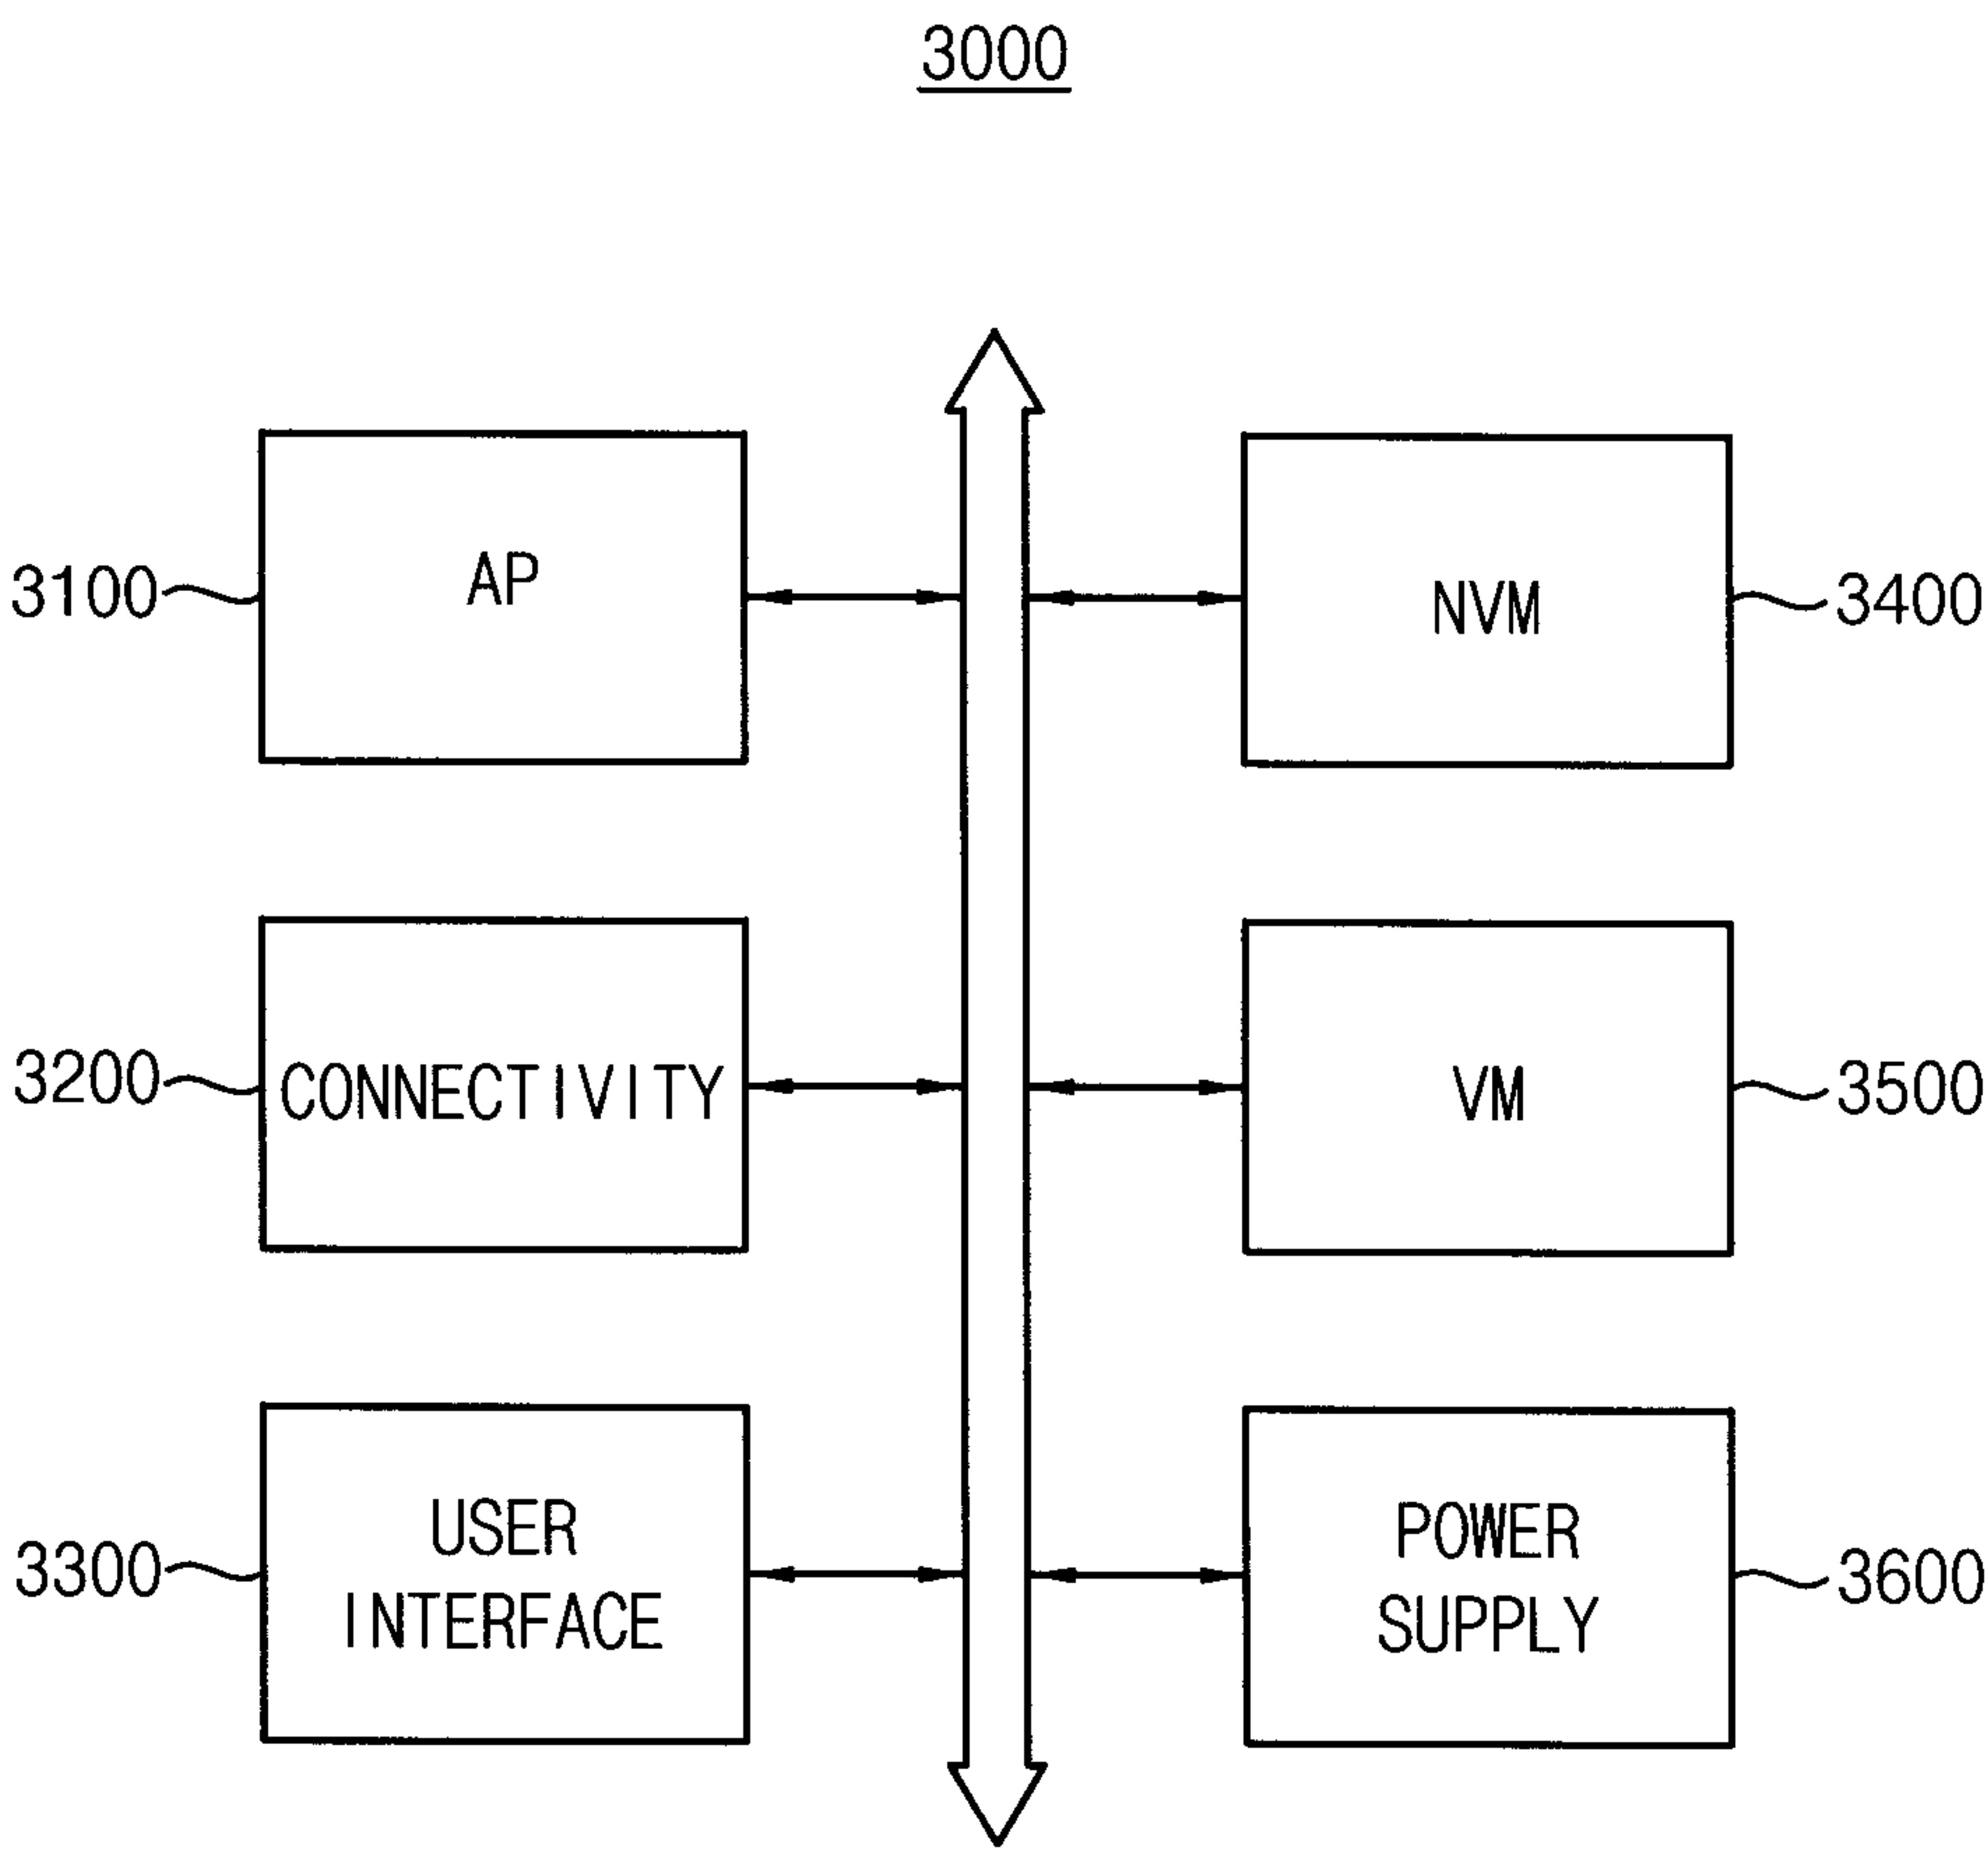 3000
3100
AP
NVM
3400
3200
CONNECTIVITY
VM
3500
3300
USER
INTERFACE
POWER
SUPPLY
3600